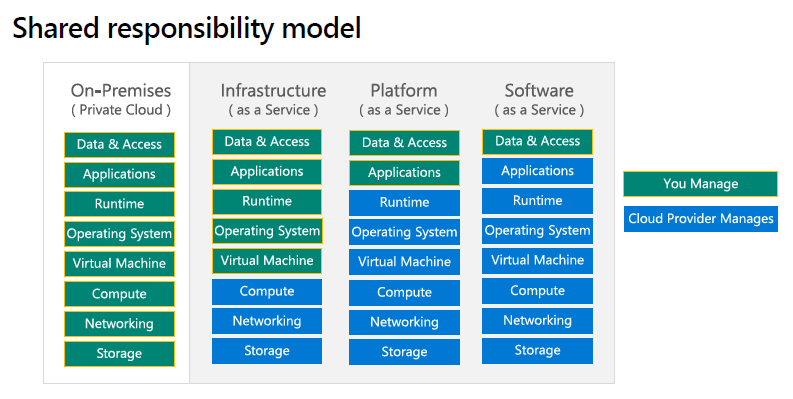 Shared responsibility model
On-Premises
( Private Cloud )
Data & Access
Applications
Runtime
Operating System
Virtual Machine
Compute
Networking
Storage
Infrastructure
( as a Service )
Data & Access
Applications
Runtime
Operating System
Virtual Machine
Compute
Networking
Storage
Platform
( as a Service )
Data & Access
Applications
Runtime
Operating System
Virtual Machine
Compute
Networking
Storage
Software
( as a Service )
Data & Access
Applications
Runtime
Operating System
Virtual Machine
Compute
Networking
Storage
You Manage
Cloud Provider Manages